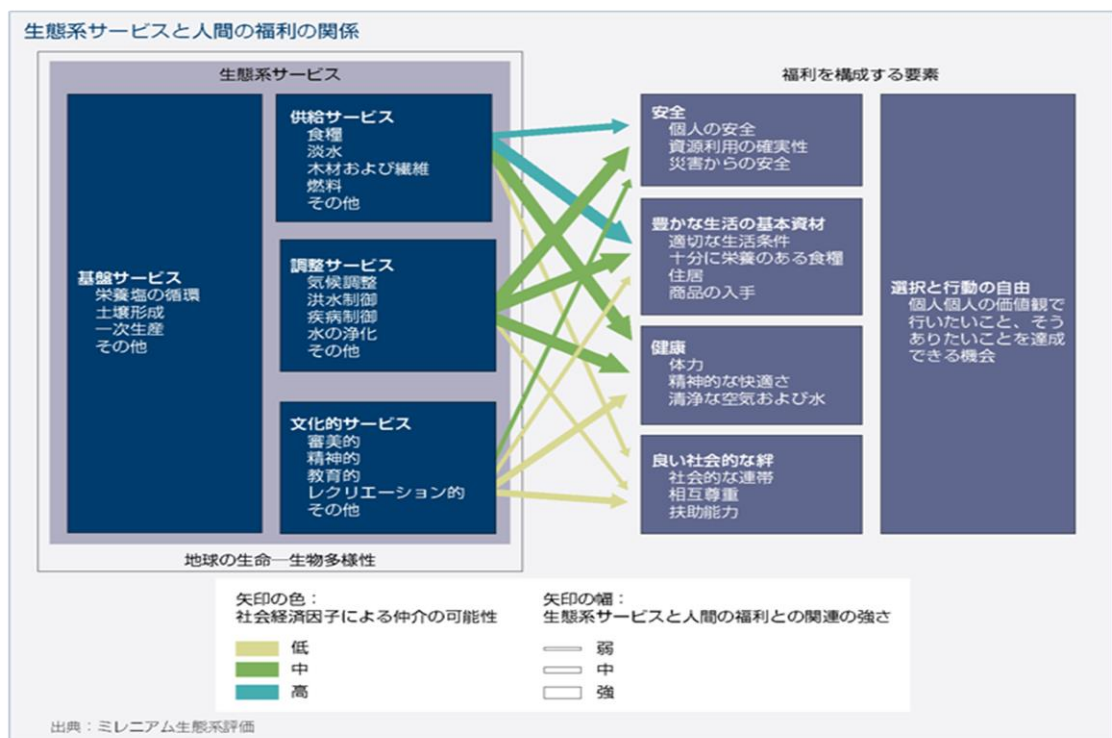 生態系サービスと人間の福利の関係
生態系サービス
基盤サービス
栄養塩の循環
土壌形成
一次生産
その他
供給サービス
食糧
淡水
木材および繊維
燃料
その他
調整サービス
気候調整
洪水制御
疾病制御
水の浄化
その他
文化的サービス
審美的
精神的
教育的
レクリエーション的
その他
地球の生命―生物多様性
福利を構成する要素
安全
個人の安全
資源利用の確実性
災害からの安全
豊かな生活の基本資材
適切な生活条件
十分に栄養のある食糧
住居
商品の入手
健康
体力
精神的な快適さ
清浄な空気および水
良い社会的な絆
社会的な連帯
相互尊重
扶助能力
選択と行動の自由
個人個人の価値観で
行いたいこと、そう
ありたいことを達成
できる機会
矢印の色：
社会経済因子による仲介の可能性
低
中
高
矢印の幅：
生態系サービスと人間の福利との関連の強さ
弱
中
強
出典：ミレニアム生態系評価